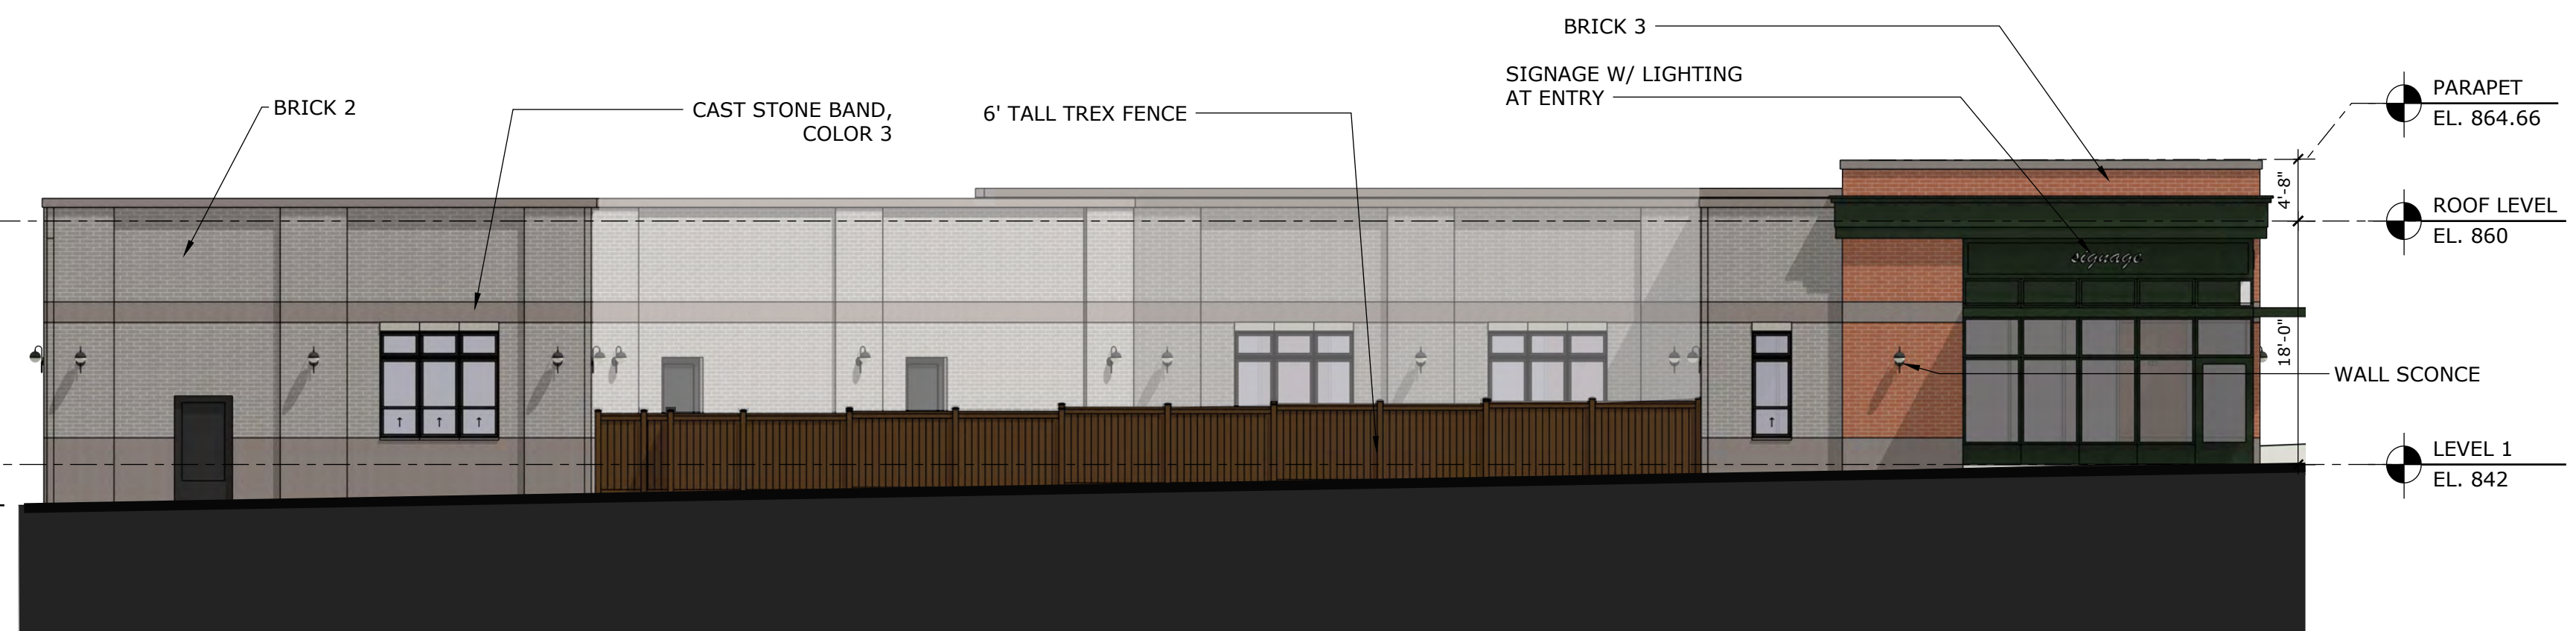 BRICK 3
SIGNAGE W/ LIGHTING
AT ENTRY
PARAPET
EL. 864.66
BRICK 2
CAST STONE BAND,
COLOR 3
6' TALL TREX FENCE
4'-8"
ROOF LEVEL
EL. 860
signage
18'-0"
WALL SCONCE
LEVEL 1
EL. 842